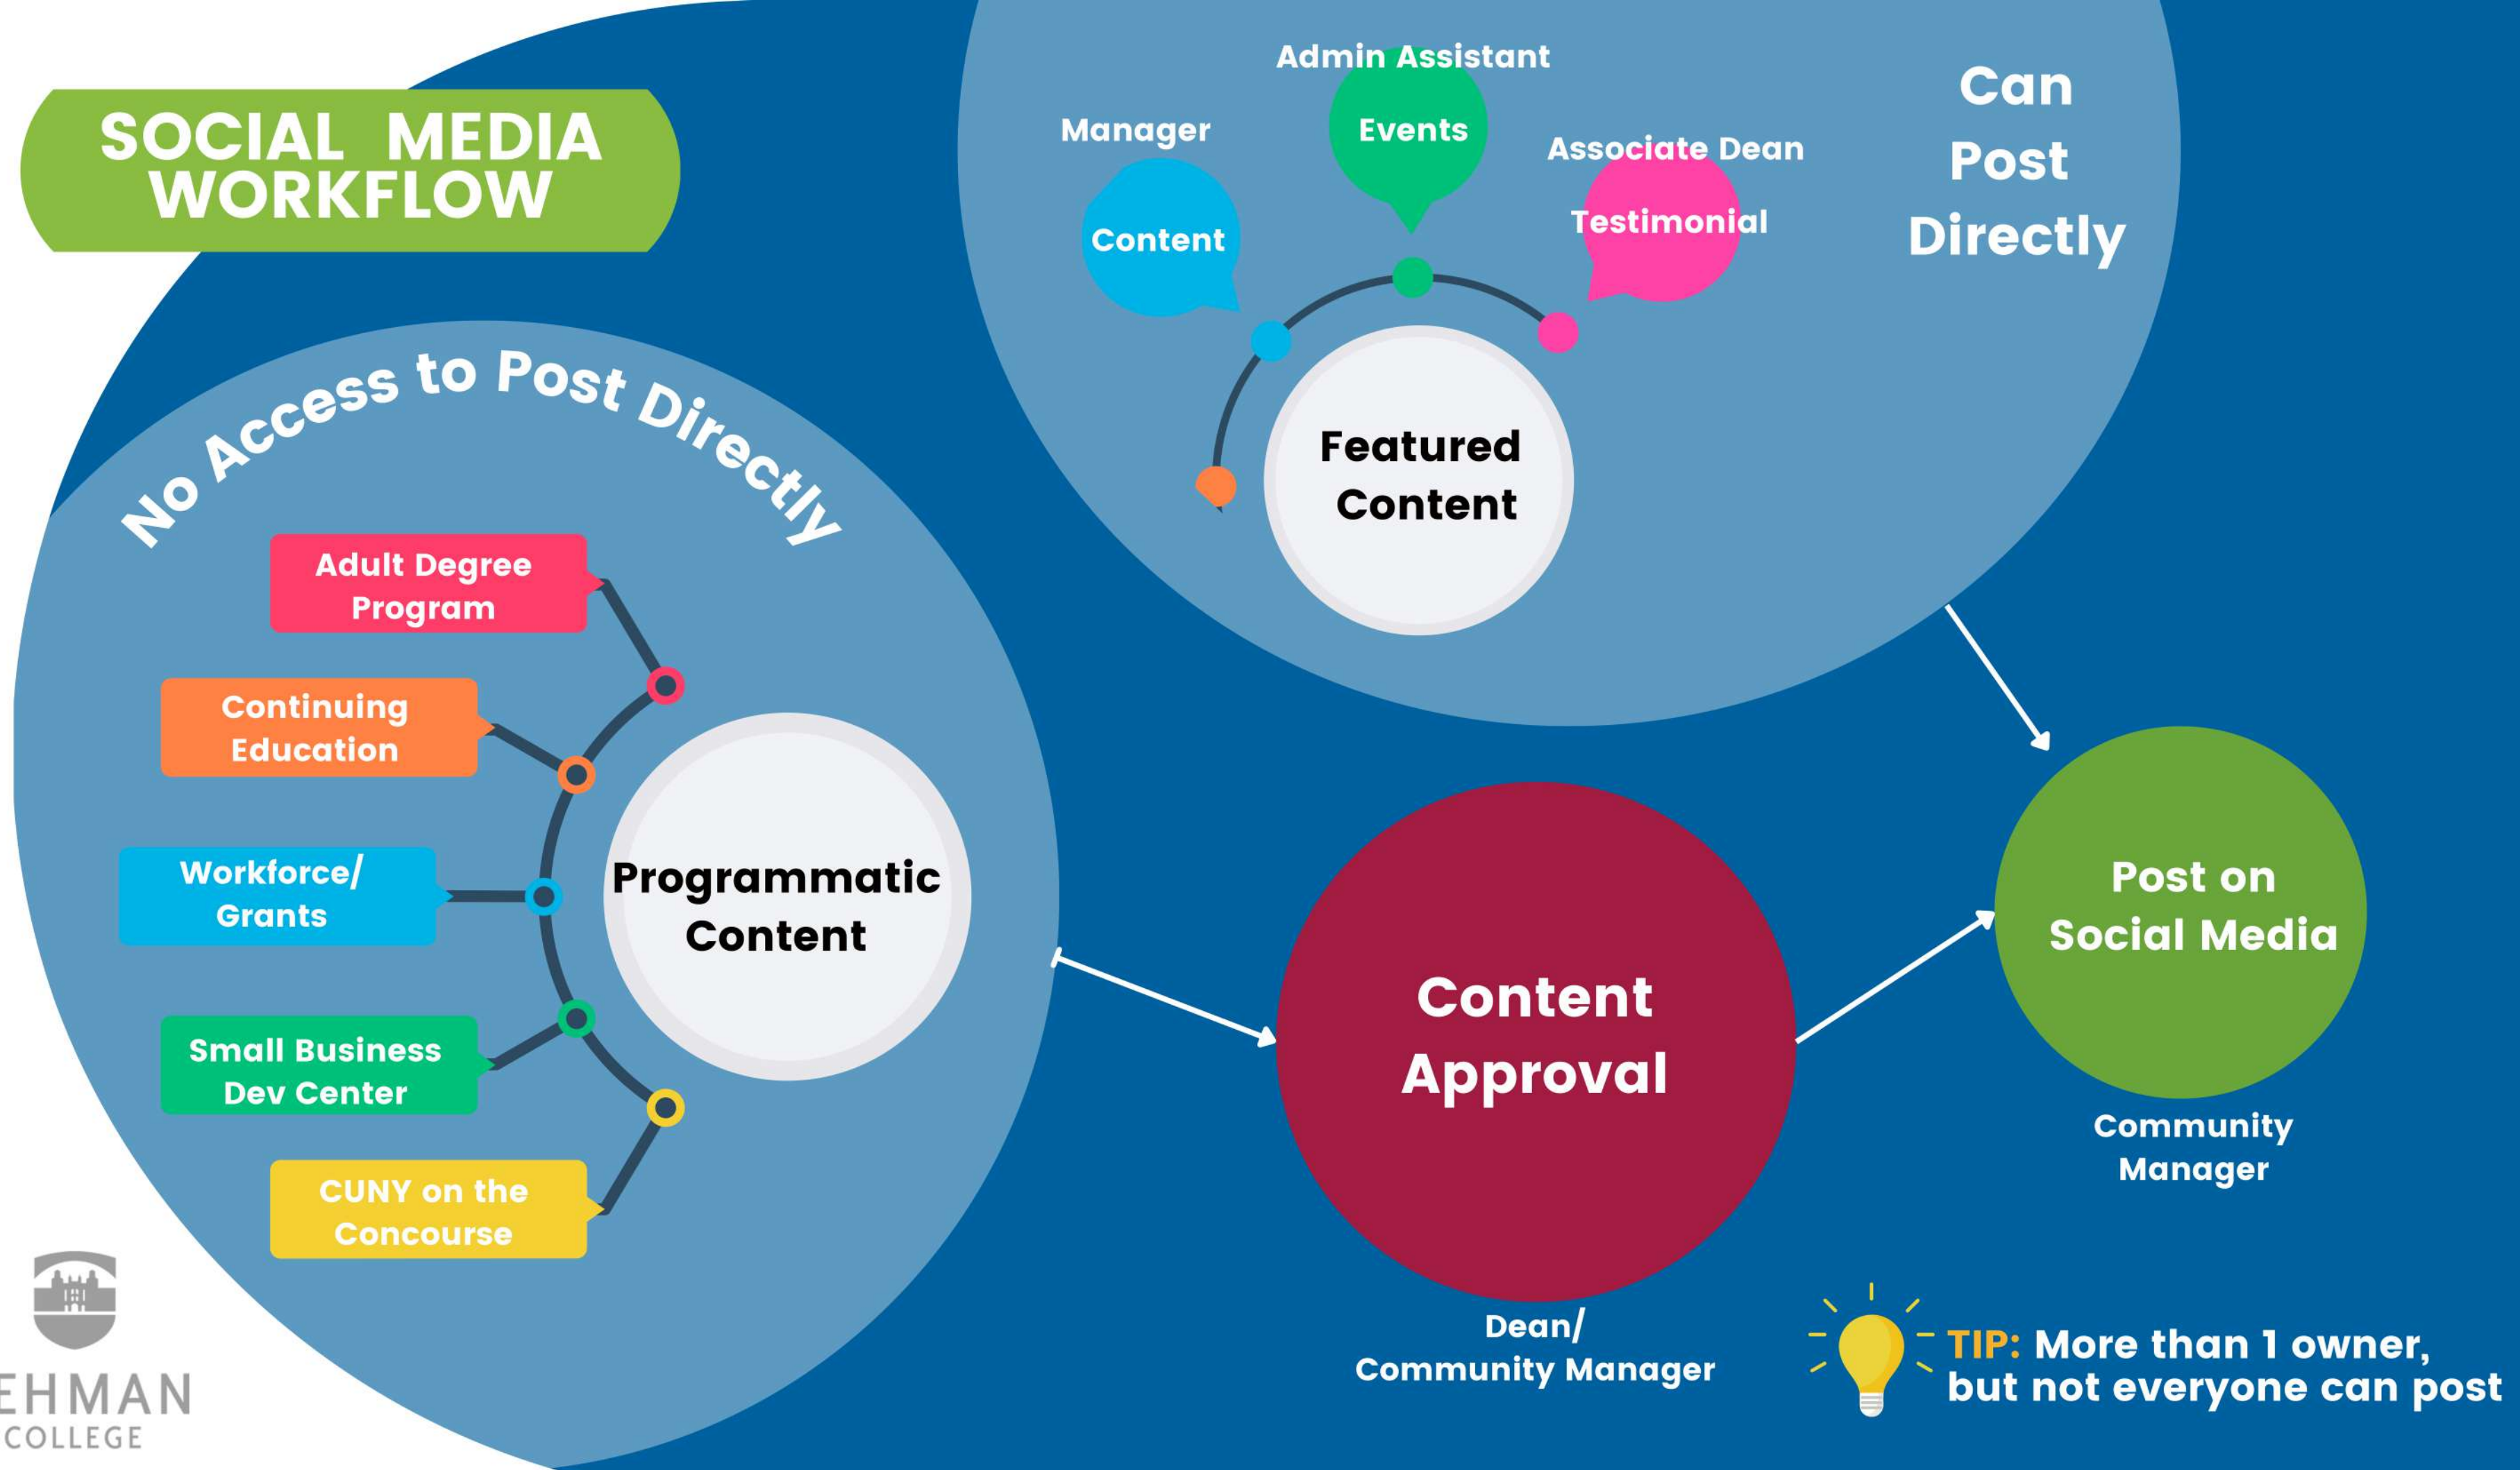 SOCIAL MEDIA
WORKFLOW
Admin Assistant
Events
Manager
Content
Associate Dean
Testimonial
Can
Post
Directly
Featured
Content
No Access to Post Directly
Adult Degree
Program
Continuing
Education
Workforce/
Grants
Small Business
Dev Center
CUNY on the
Concourse
Programmatic
Content
Content
Approval
Dean/
Community Manager
Post on
Social Media
Community
Manager
TIP: More than 1 owner,
but not everyone can post
EHMAN
COLLEGE